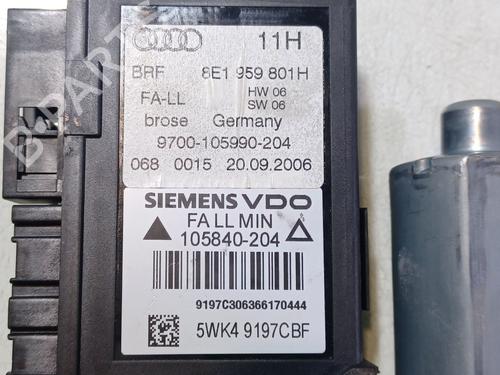 11H
BRF 8E1 959 801H
FA-LL HW 06
SW 06
brose Germany
9700-105990-204
068 0015 20.09.2006
SIEMENS VDO
FA LL MIN
105840-204
9197C306366170444
5WK4 9197CBF
B-PARTS